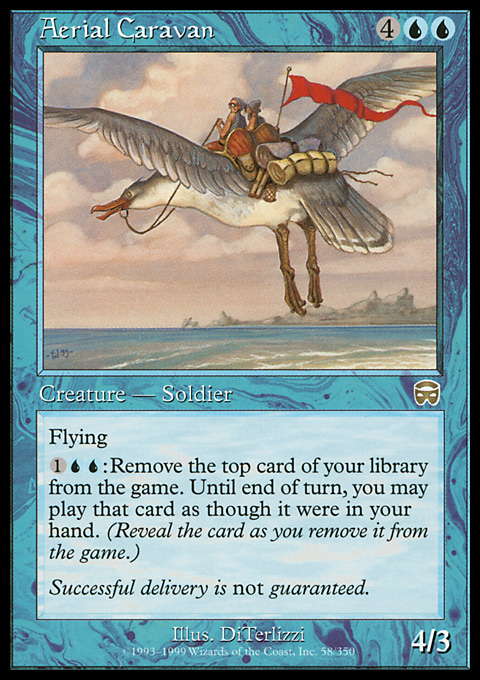 Aerial Caravan
4
Creature — Soldier
Flying
1 :Remove the top card of your library
from the game. Until end of turn, you may
play that card as though it were in your
hand. (Reveal the card as you remove it from
the game.)
Successful delivery is not guaranteed.
Illus. DiTerlizzi
©1993–1999 Wizards of the Coast, Inc. 58/350
4/3